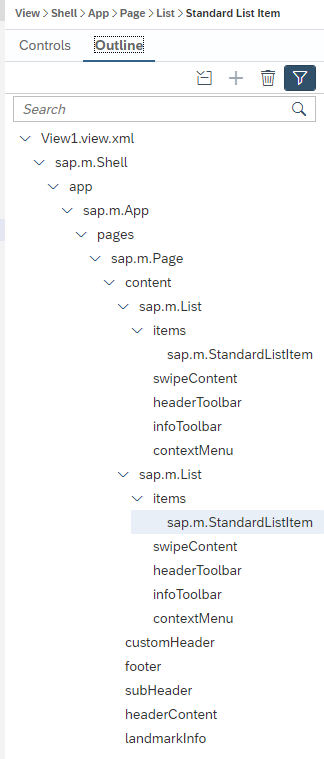 View > Shell > App > Page > List > Standard List Item
Controls Outline
Search
View1.view.xml
sap.m.Shell
app
sap.m.App
pages
sap.m.Page
content
sap.m.List
items
sap.m.StandardListItem
swipeContent
headerToolbar
infoToolbar
contextMenu
sap.m.List
items
sap.m.StandardListItem
swipeContent
headerToolbar
infoToolbar
contextMenu
customHeader
footer
subHeader
headerContent
landmarkInfo